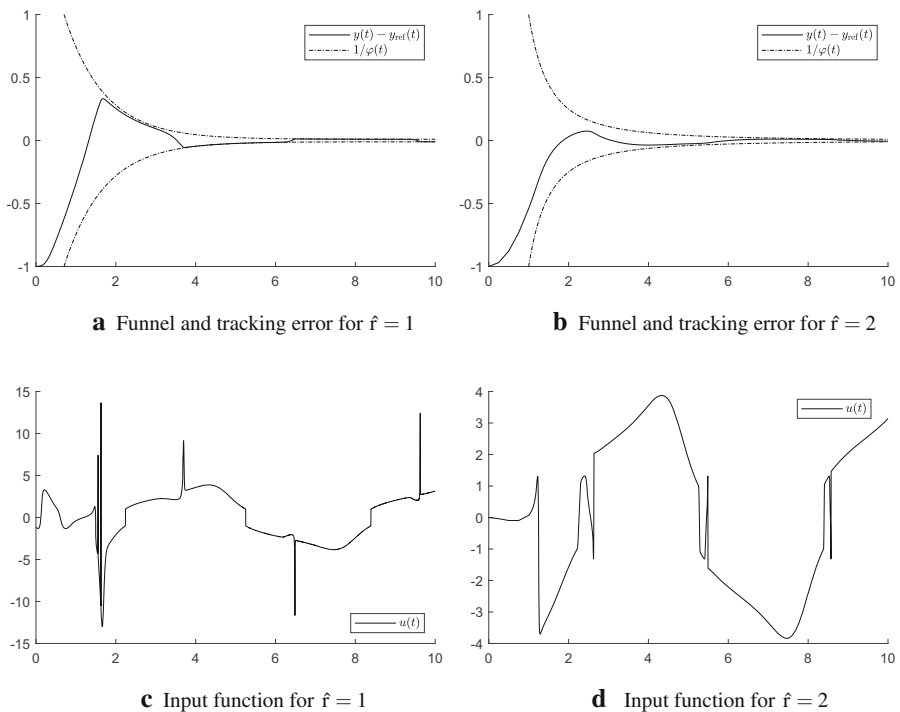 1
0.5
0
-0.5
-1
0 2 4 6 8 10
y(t) − y_ref(t)
1/φ(t)
a Funnel and tracking error for r̂ = 1
1
0.5
0
-0.5
-1
0 2 4 6 8 10
y(t) − y_ref(t)
1/φ(t)
b Funnel and tracking error for r̂ = 2
15
10
5
0
-5
-10
-15
0 2 4 6 8 10
u(t)
c Input function for r̂ = 1
4
3
2
1
0
-1
-2
-3
-4
0 2 4 6 8 10
u(t)
d Input function for r̂ = 2